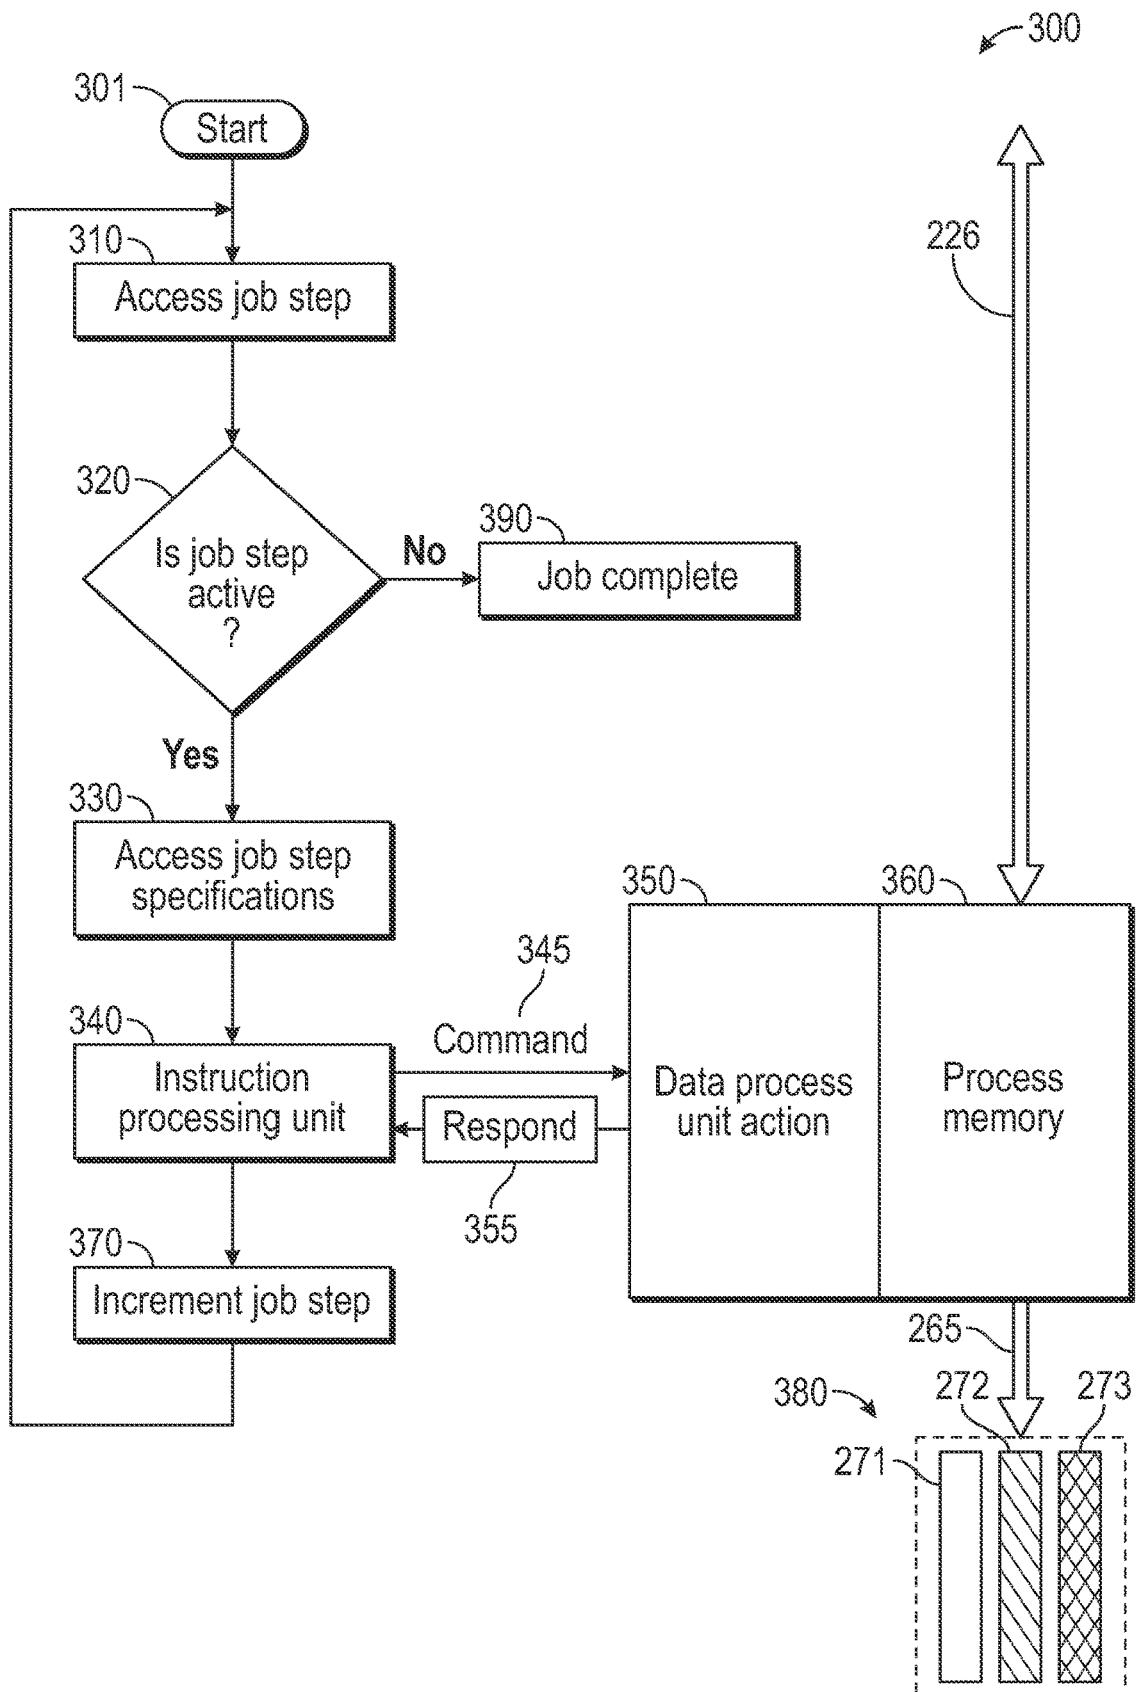 300
301
Start
310
Access job step
226
320
Is job step
active
?
No
390
Job complete
Yes
330
Access job step
specifications
350
360
345
Command
340
Instruction
processing unit
Data process
unit action
Process
memory
Respond
355
370
Increment job step
265
380
272
273
271